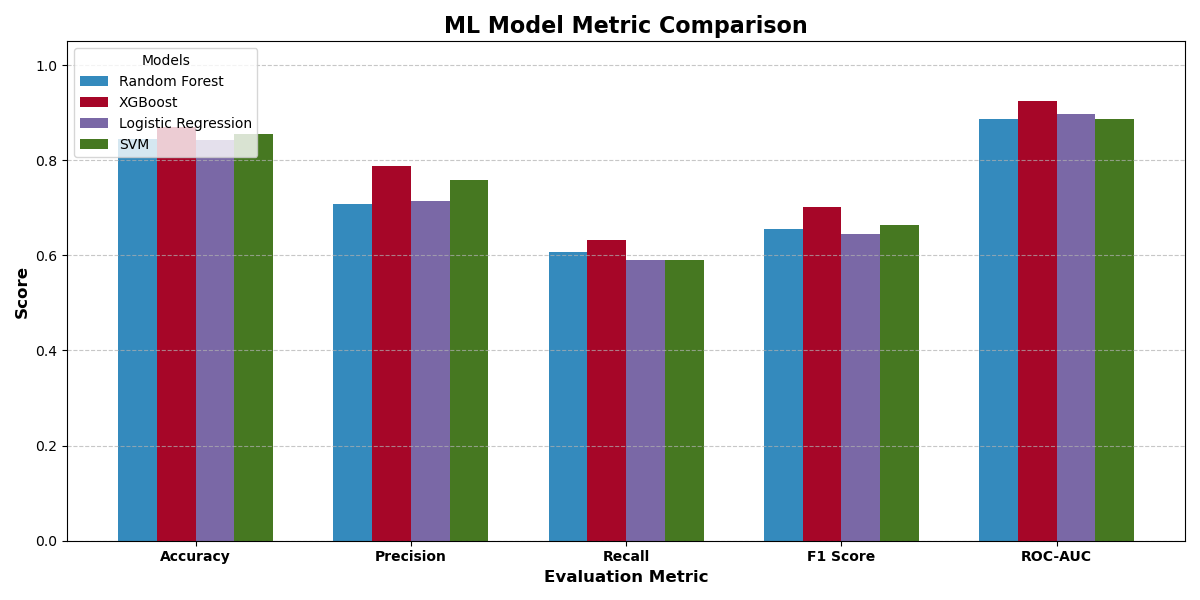 ML Model Metric Comparison
Models
Random Forest
XGBoost
Logistic Regression
SVM
Score
1.0
0.8
0.6
0.4
0.2
0.0
Accuracy Precision Recall F1 Score ROC-AUC
Evaluation Metric